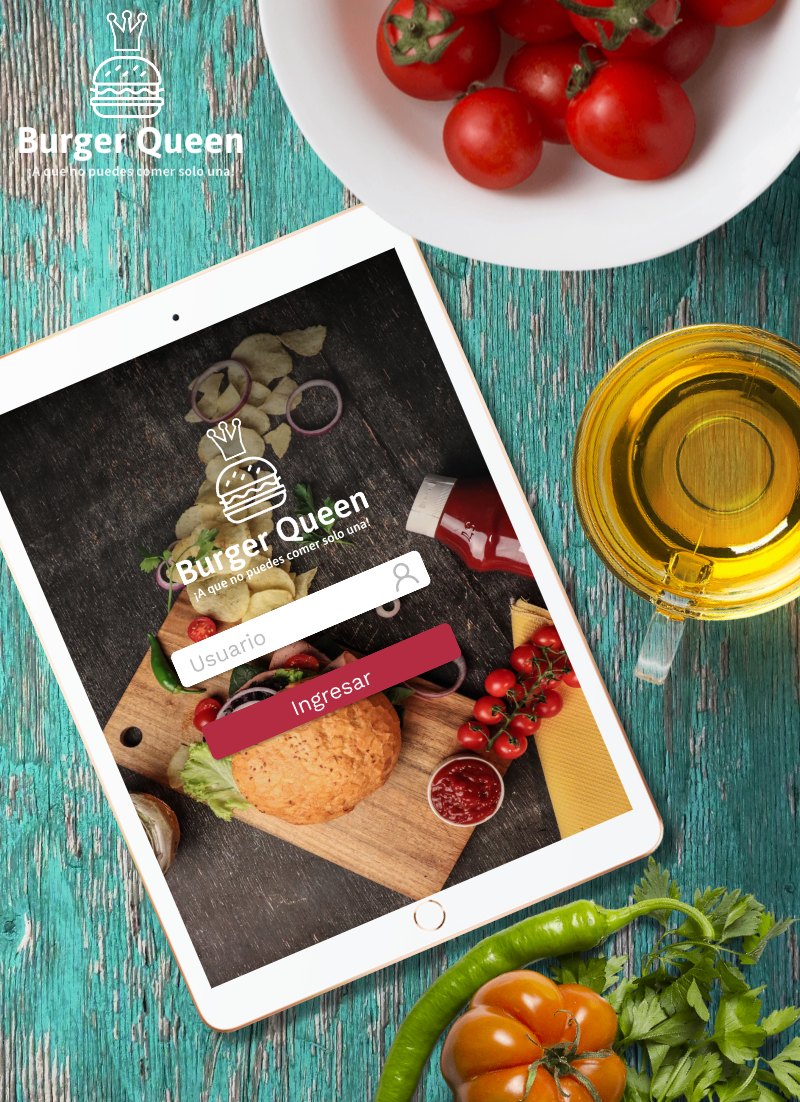 Burger Queen
¡A que no puedes comer solo una!
Burger Queen
¡A que no puedes comer solo una!
Usuario
Ingresar